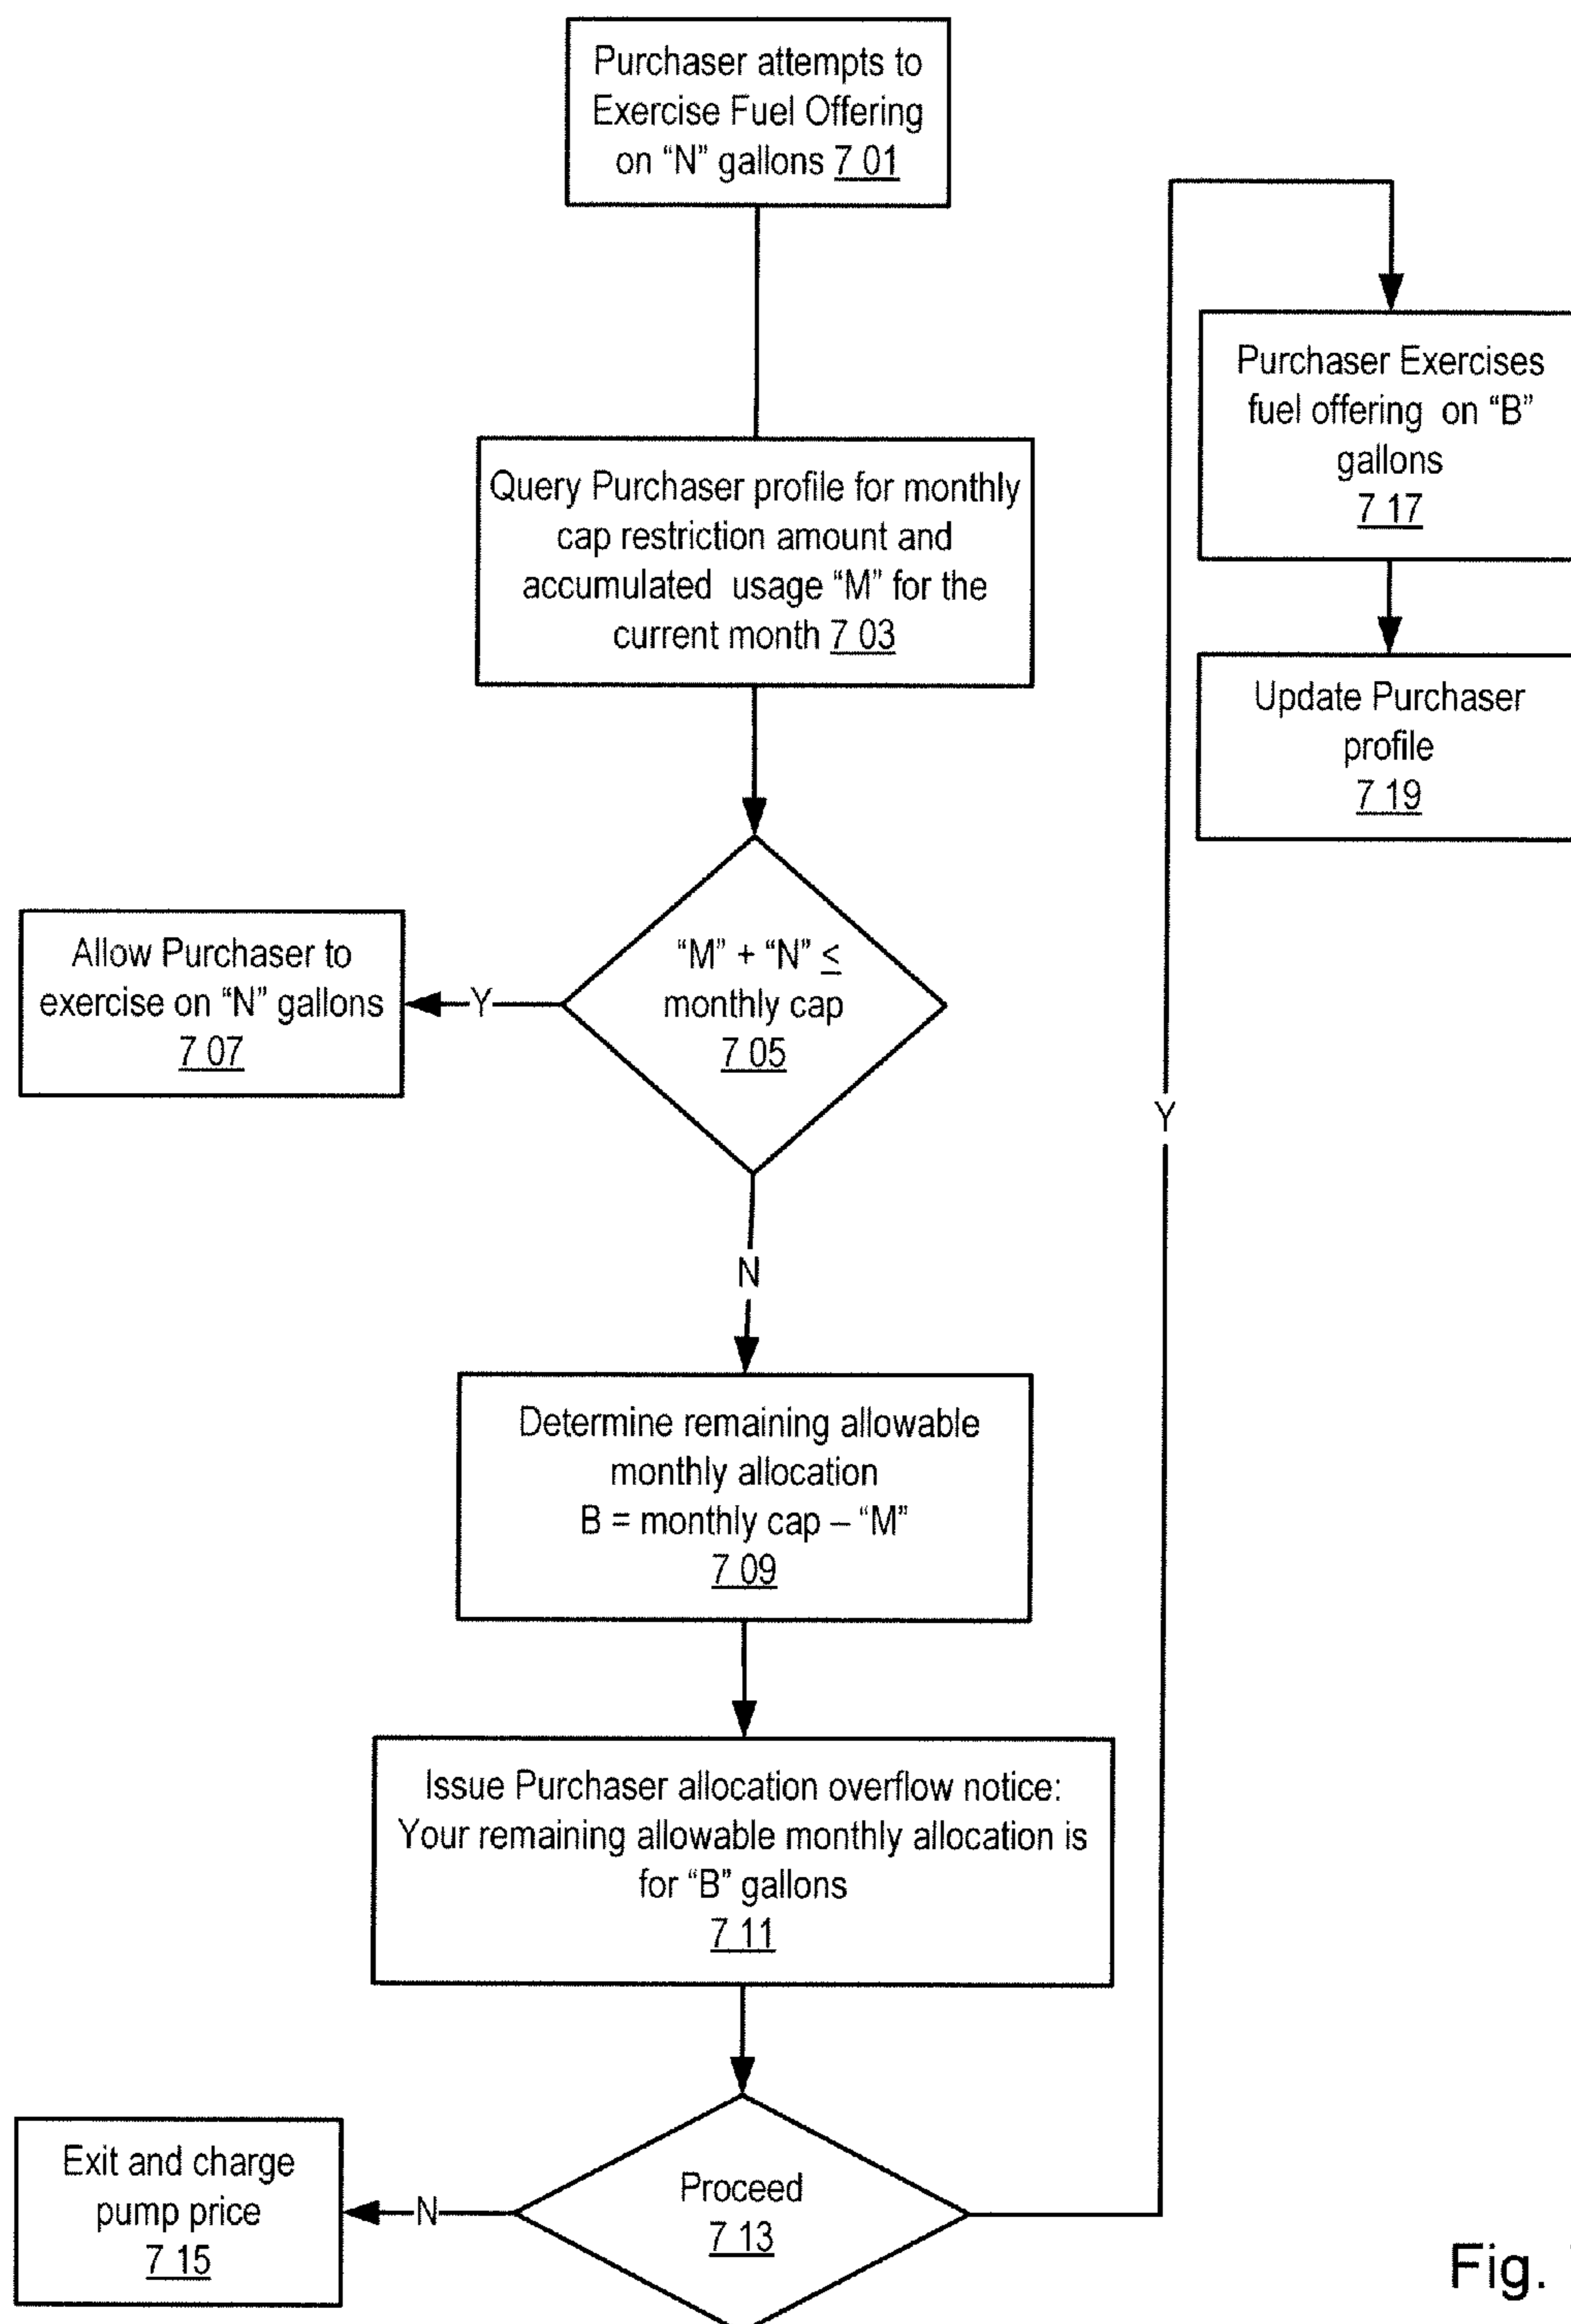 Purchaser attempts to
Exercise Fuel Offering
on “N” gallons 7 01
Query Purchaser profile for monthly
cap restriction amount and
accumulated usage “M” for the
current month 7 03
“M” + “N” ≤
monthly cap
7 05
Y
Allow Purchaser to
exercise on “N” gallons
7 07
N
Determine remaining allowable
monthly allocation
B = monthly cap – “M”
7 09
Issue Purchaser allocation overflow notice:
Your remaining allowable monthly allocation is
for “B” gallons
7 11
Proceed
7 13
N
Exit and charge
pump price
7 15
Y
Purchaser Exercises
fuel offering on “B”
gallons
7 17
Update Purchaser
profile
7 19
Fig.